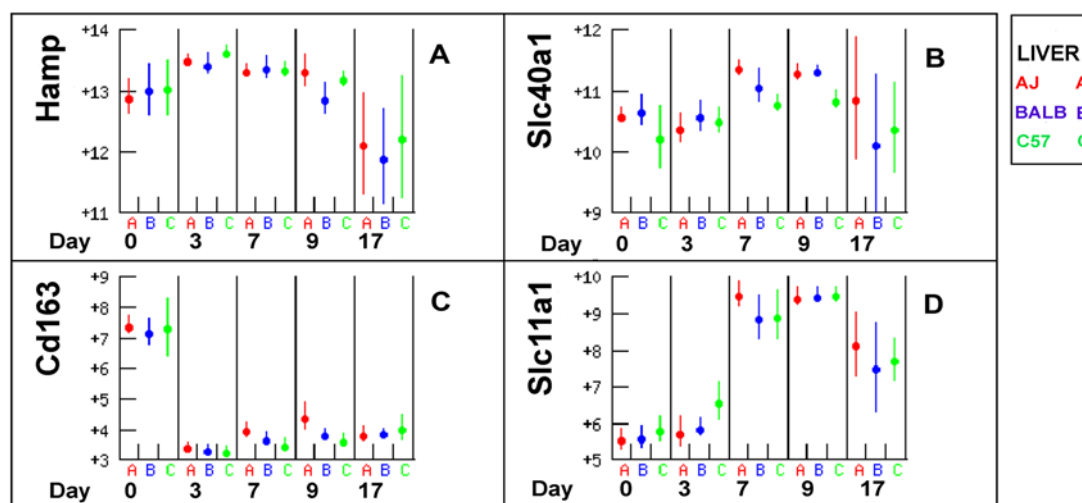 Hamp
+14
+13
+12
+11
A
A B C A B C A B C A B C A B C
Day 0 3 7 9 17
Slc40a1
+12
+11
+10
+9
B
A B C A B C A B C A B C A B C
Day 0 3 7 9 17
LIVER
AJ A
BALB B
C57 C
Cd163
+9
+8
+7
+6
+5
+4
+3
C
A B C A B C A B C A B C A B C
Day 0 3 7 9 17
Slc11a1
+10
+9
+8
+7
+6
+5
D
A B C A B C A B C A B C A B C
Day 0 3 7 9 17